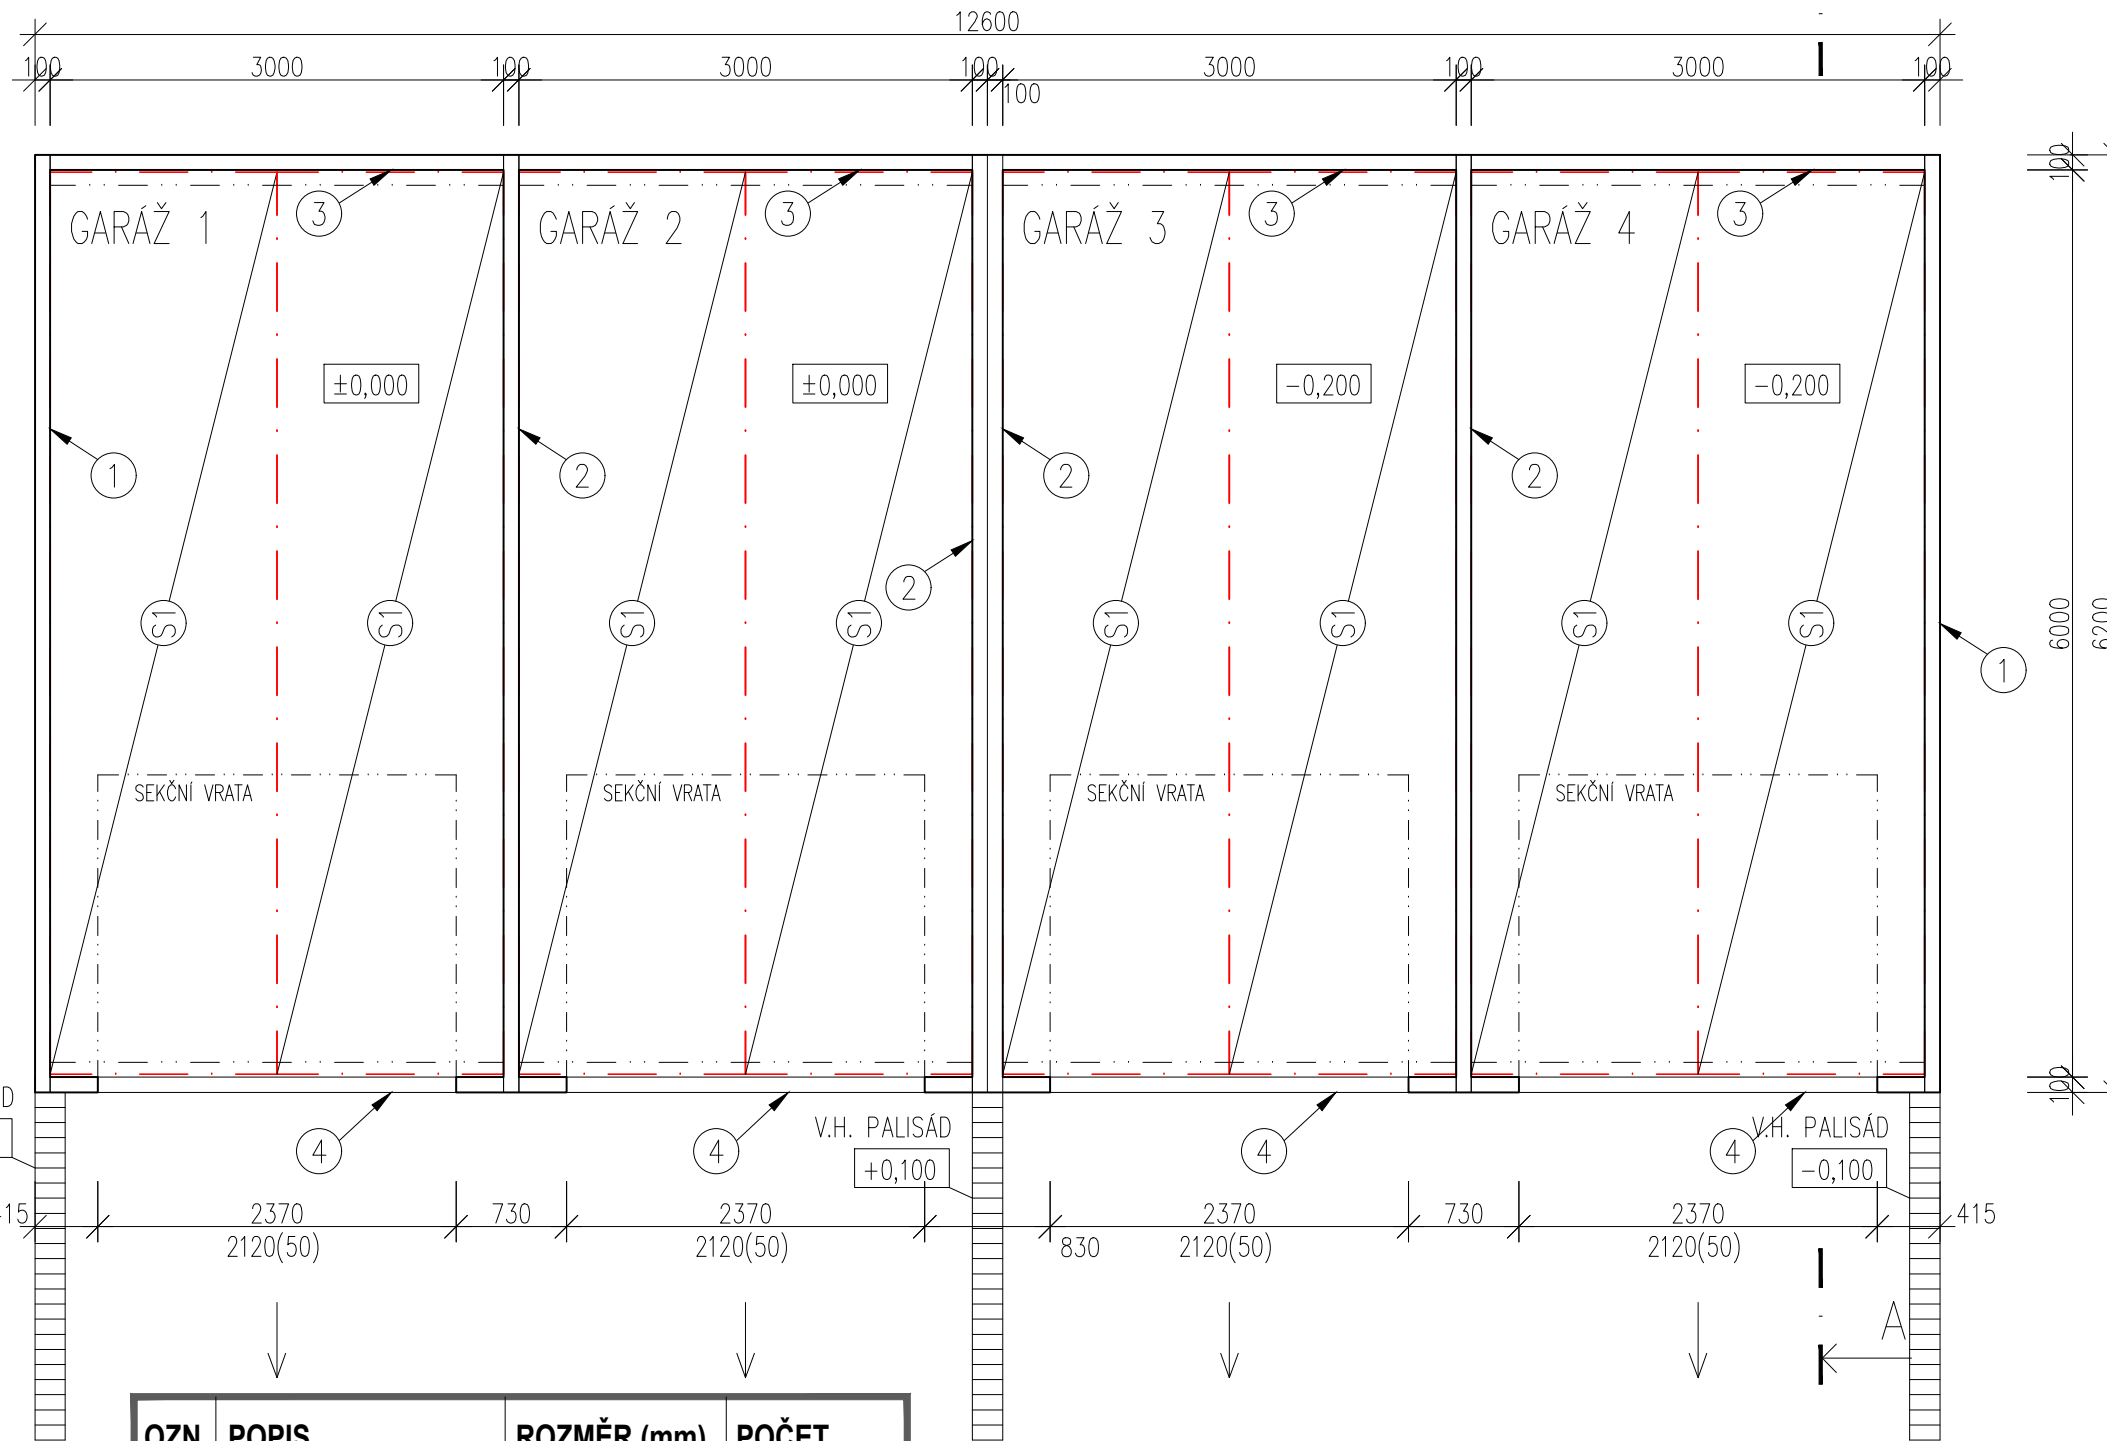 12600
100 3000 100 3000 100 3000 100 3000 100
100
100
GARÁŽ 1 3 GARÁŽ 2 3 GARÁŽ 3 3 GARÁŽ 4 3
±0,000 ±0,000 -0,200 -0,200
1 2 2 2
2
S1 S1 S1 S1 S1 S1 S1 S1
6000 6200
1
SEKČNÍ VRATA SEKČNÍ VRATA SEKČNÍ VRATA SEKČNÍ VRATA
100
D
V.H. PALISÁD V.H. PALISÁD
4 4 4 4
+0,100 -0,100
15 2370 730 2370 2370 730 2370 415
2120(50) 2120(50) 830 2120(50) 2120(50)
A
OZN POPIS ROZMĚR (mm) POČET